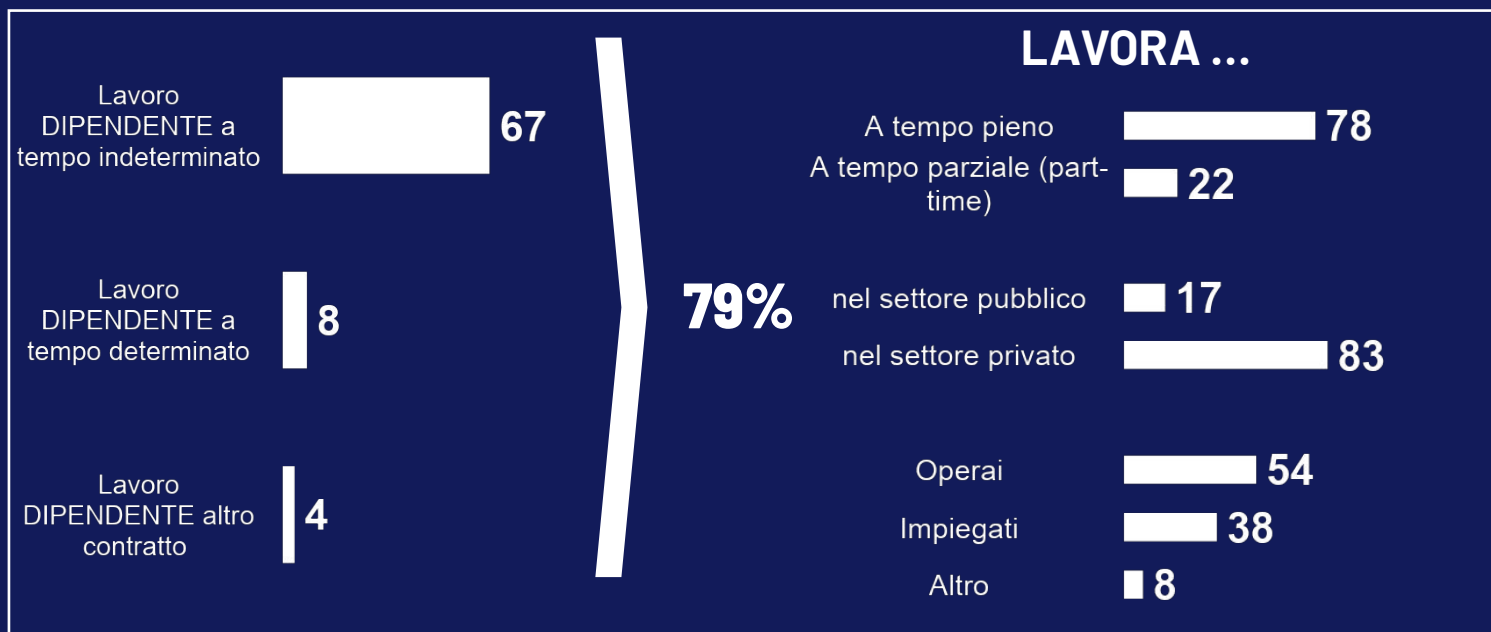 Lavoro
DIPENDENTE a
tempo indeterminato
67
Lavoro
DIPENDENTE a
tempo determinato
8
Lavoro
DIPENDENTE altro
contratto
4
79%
LAVORA ...
A tempo pieno
78
A tempo parziale (part-
time)
22
nel settore pubblico
17
nel settore privato
83
Operai
54
Impiegati
38
Altro
8